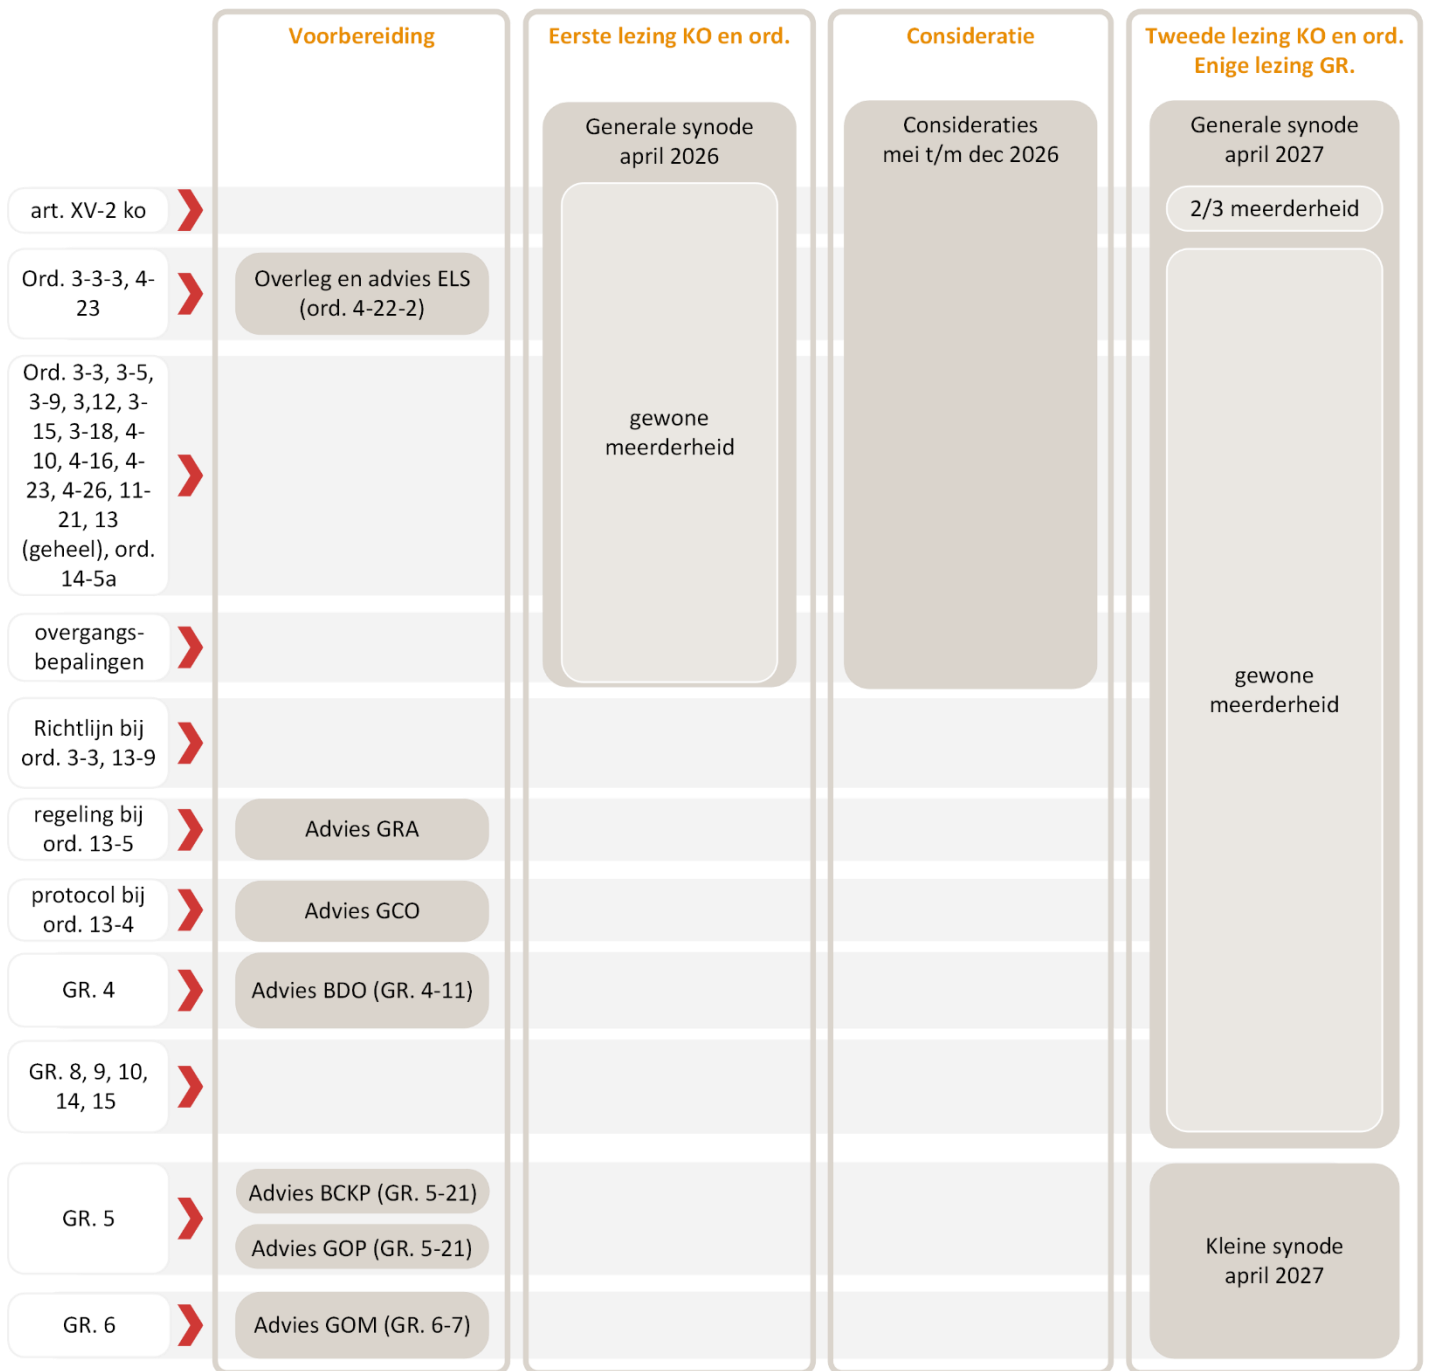 Voorbereiding
Eerste lezing KO en ord.
Consideratie
Tweede lezing KO en ord.
Enige lezing GR.
Generale synode
april 2026
Consideraties
mei t/m dec 2026
Generale synode
april 2027
art. XV-2 ko
2/3 meerderheid
Ord. 3-3-3, 4-
23
Overleg en advies ELS
(ord. 4-22-2)
Ord. 3-3, 3-5,
3-9, 3,12, 3-
15, 3-18, 4-
10, 4-16, 4-
23, 4-26, 11-
21, 13
(geheel), ord.
14-5a
gewone
meerderheid
overgangs-
bepalingen
gewone
meerderheid
Richtlijn bij
ord. 3-3, 13-9
regeling bij
ord. 13-5
Advies GRA
protocol bij
ord. 13-4
Advies GCO
GR. 4
Advies BDO (GR. 4-11)
GR. 8, 9, 10,
14, 15
GR. 5
Advies BCKP (GR. 5-21)
Advies GOP (GR. 5-21)
Kleine synode
april 2027
GR. 6
Advies GOM (GR. 6-7)